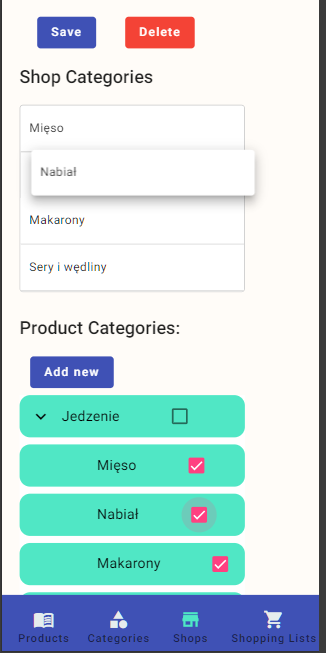 Save Delete
Shop Categories
Mięso
Nabiał
Makarony
Sery i wędliny
Product Categories:
Add new
Jedzenie
Mięso
Nabiał
Makarony
Products Categories Shops Shopping Lists